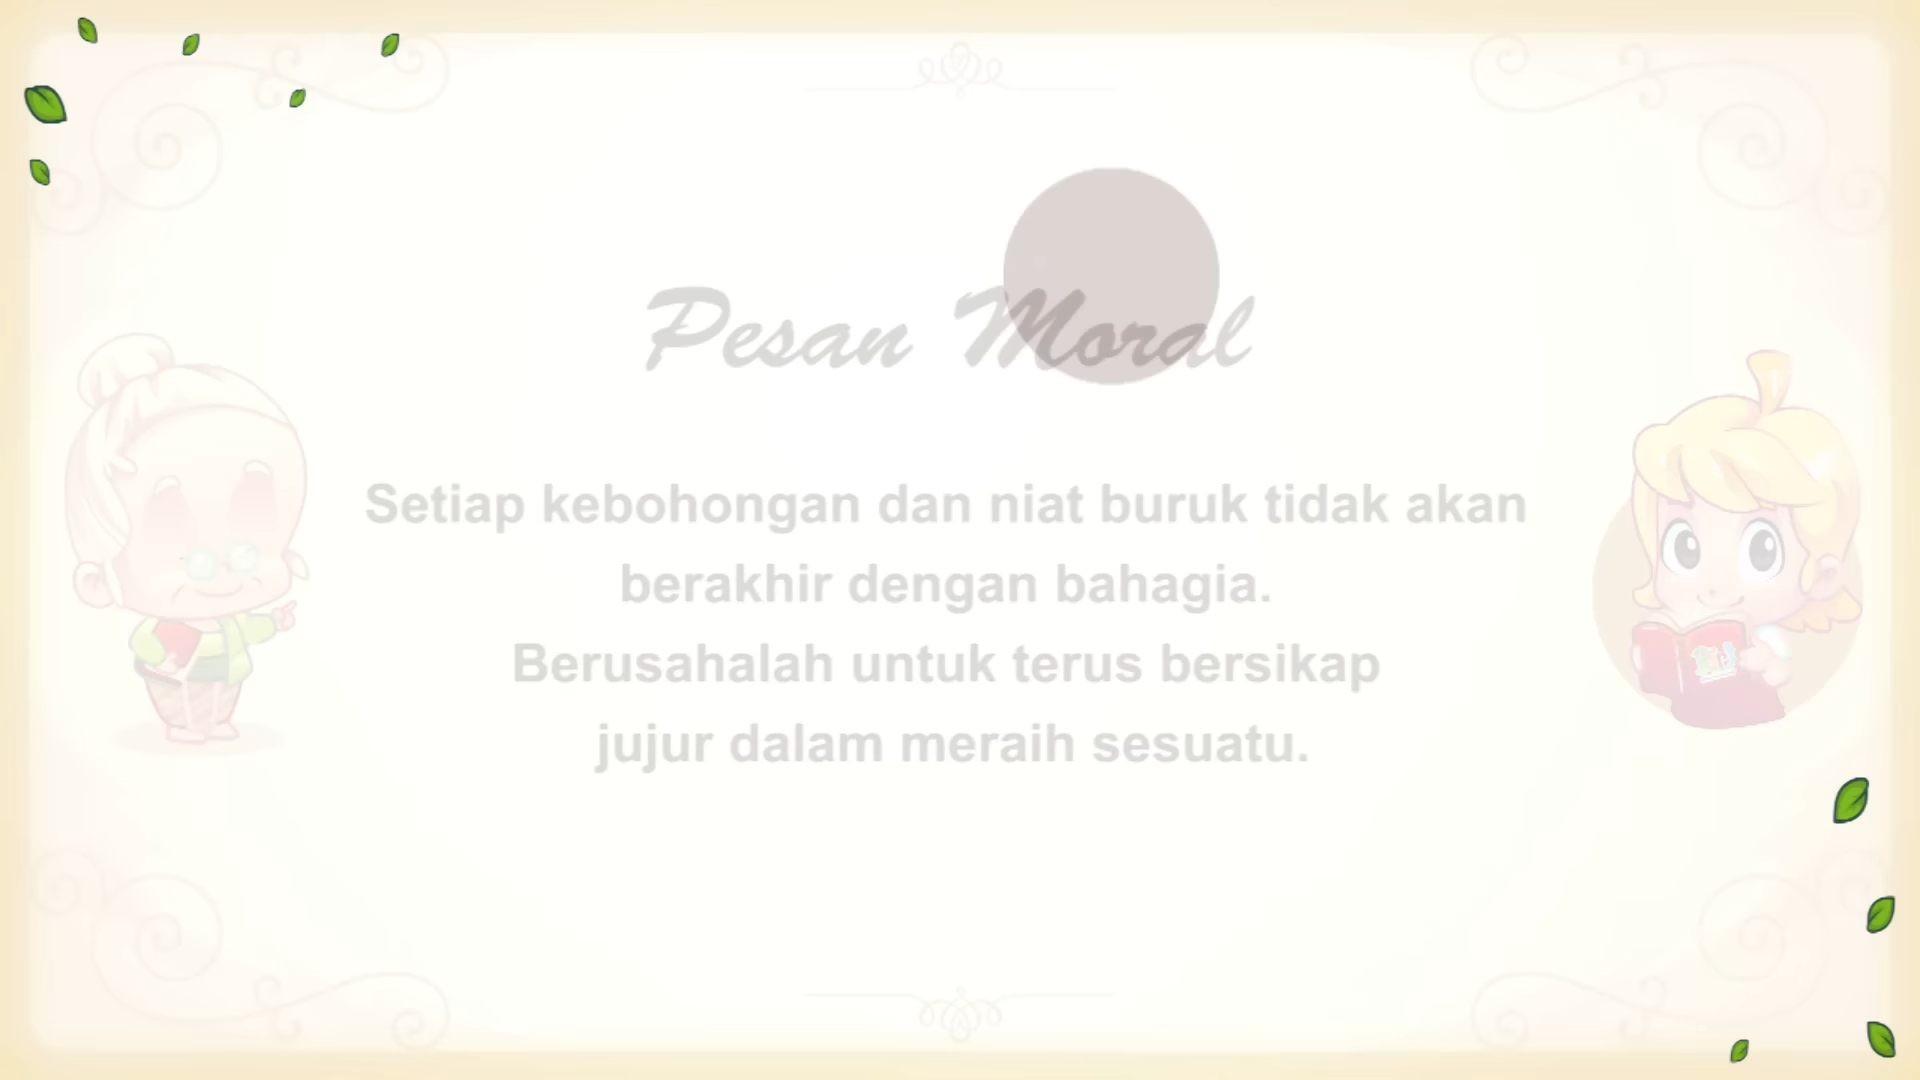 Pesan Moral
Setiap kebohongan dan niat buruk tidak akan
berakhir dengan bahagia.
Berusahalah untuk terus bersikap
jujur dalam meraih sesuatu.